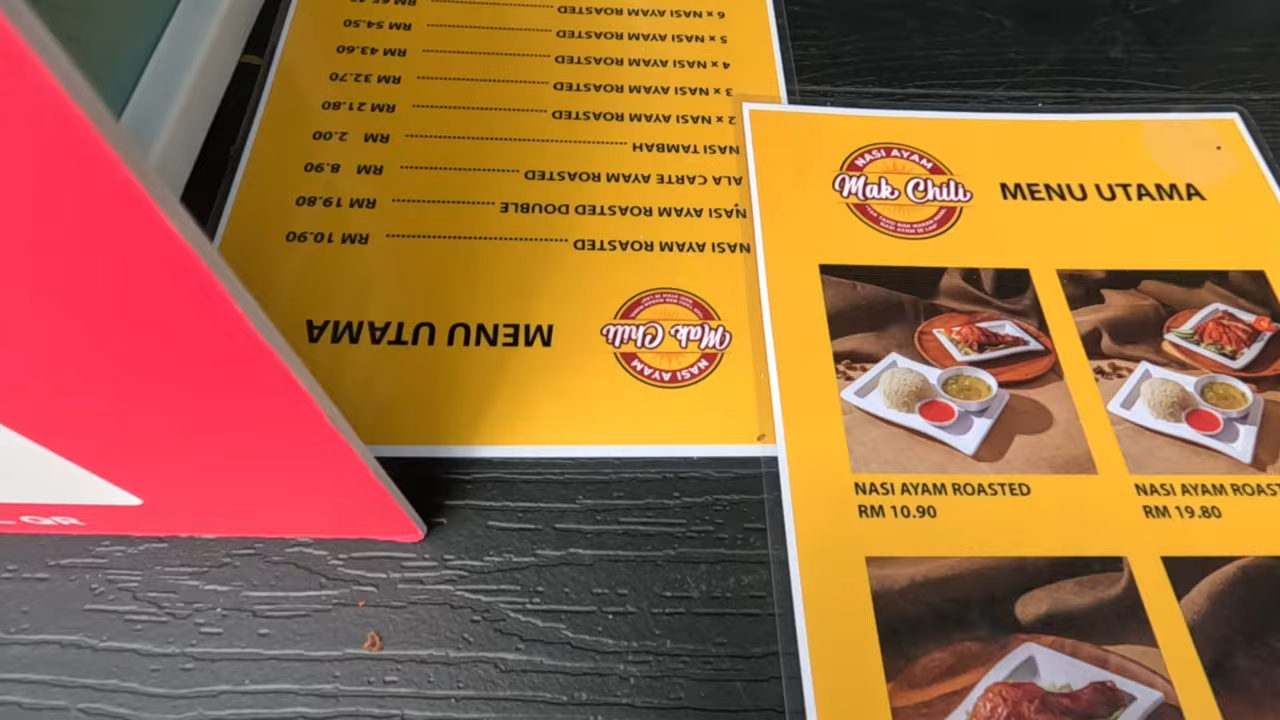 MENU UTAMA
NASI AYAM
Mak Chili
NASI AYAM ROASTED RM 10.90
NASI AYAM ROASTED DOUBLE RM 19.80
ALA CARTE AYAM ROASTED RM 8.90
NASI TAMBAH RM 2.00
2 x NASI AYAM ROASTED RM 21.80
3 x NASI AYAM ROASTED RM 32.70
4 x NASI AYAM ROASTED RM 43.60
5 x NASI AYAM ROASTED RM 54.50
6 x NASI AYAM ROASTED RM
NASI AYAM
Mak Chili
MENU UTAMA
NASI AYAM ROASTED
RM 10.90
NASI AYAM ROAST
RM 19.80
QR